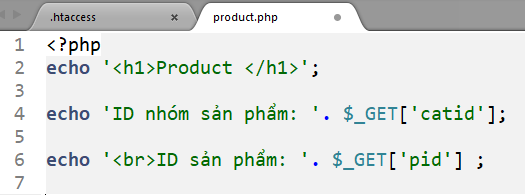 .htaccess × product.php
1 <?php
2 echo '<h1>Product </h1>';
3
4 echo 'ID nhóm sản phẩm: '. $_GET['catid'];
5
6 echo '<br>ID sản phẩm: '. $_GET['pid'] ;
7